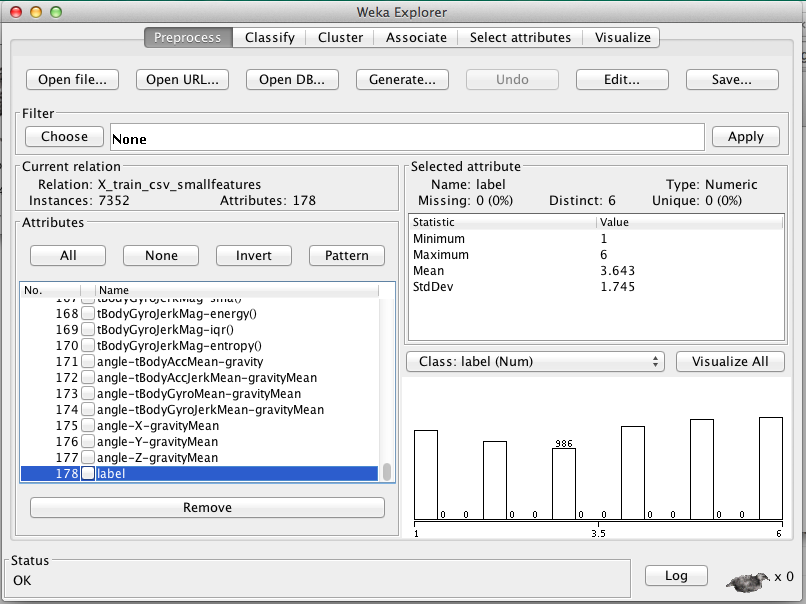 Weka Explorer
Preprocess Classify Cluster Associate Select attributes Visualize
Open file... Open URL... Open DB... Generate... Undo Edit... Save...
Filter
Choose None Apply
Current relation
Relation: X_train_csv_smallfeatures
Instances: 7352 Attributes: 178
Attributes
All None Invert Pattern
No. Name
167 tBodyGyroJerkMag-sma()
168 tBodyGyroJerkMag-energy()
169 tBodyGyroJerkMag-iqr()
170 tBodyGyroJerkMag-entropy()
171 angle-tBodyAccMean-gravity
172 angle-tBodyAccJerkMean-gravityMean
173 angle-tBodyGyroMean-gravityMean
174 angle-tBodyGyroJerkMean-gravityMean
175 angle-X-gravityMean
176 angle-Y-gravityMean
177 angle-Z-gravityMean
178 label
Remove
Selected attribute
Name: label Type: Numeric
Missing: 0 (0%) Distinct: 6 Unique: 0 (0%)
Statistic Value
Minimum 1
Maximum 6
Mean 3.643
StdDev 1.745
Class: label (Num) Visualize All
986
0 0 0 0 0 0 0 0 0 0
1 3.5 6
Status
OK
Log x 0